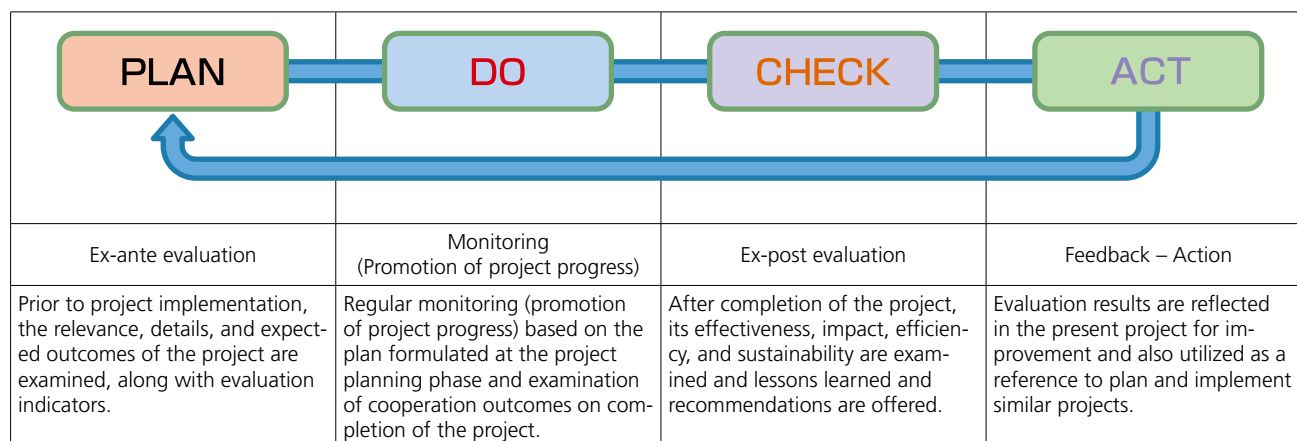 PLAN
DO
CHECK
ACT
Ex-ante evaluation
Monitoring
(Promotion of project progress)
Ex-post evaluation
Feedback – Action
Prior to project implementation,
the relevance, details, and expect-
ed outcomes of the project are
examined, along with evaluation
indicators.
Regular monitoring (promotion
of project progress) based on the
plan formulated at the project
planning phase and examination
of cooperation outcomes on com-
pletion of the project.
After completion of the project,
its effectiveness, impact, efficien-
cy, and sustainability are exam-
ined and lessons learned and
recommendations are offered.
Evaluation results are reflected
in the present project for im-
provement and also utilized as a
reference to plan and implement
similar projects.